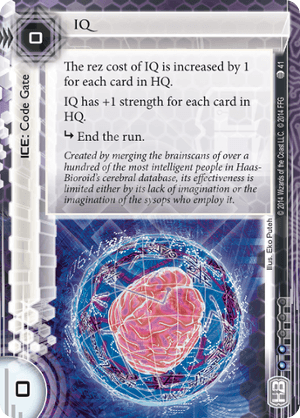 0
IQ
ICE: Code Gate
The rez cost of IQ is increased by 1
for each card in HQ.
IQ has +1 strength for each card in
HQ.
↳ End the run.
Created by merging the brainscans of over a
hundred of the most intelligent people in Haas-
Bioroid's cerebral database, its effectiveness is
limited either by its lack of imagination or the
imagination of the sysops who employ it.
41
© 2014 Wizards of the Coast LLC. © 2014 FFG
Illus. Eko Puteh
0
HB